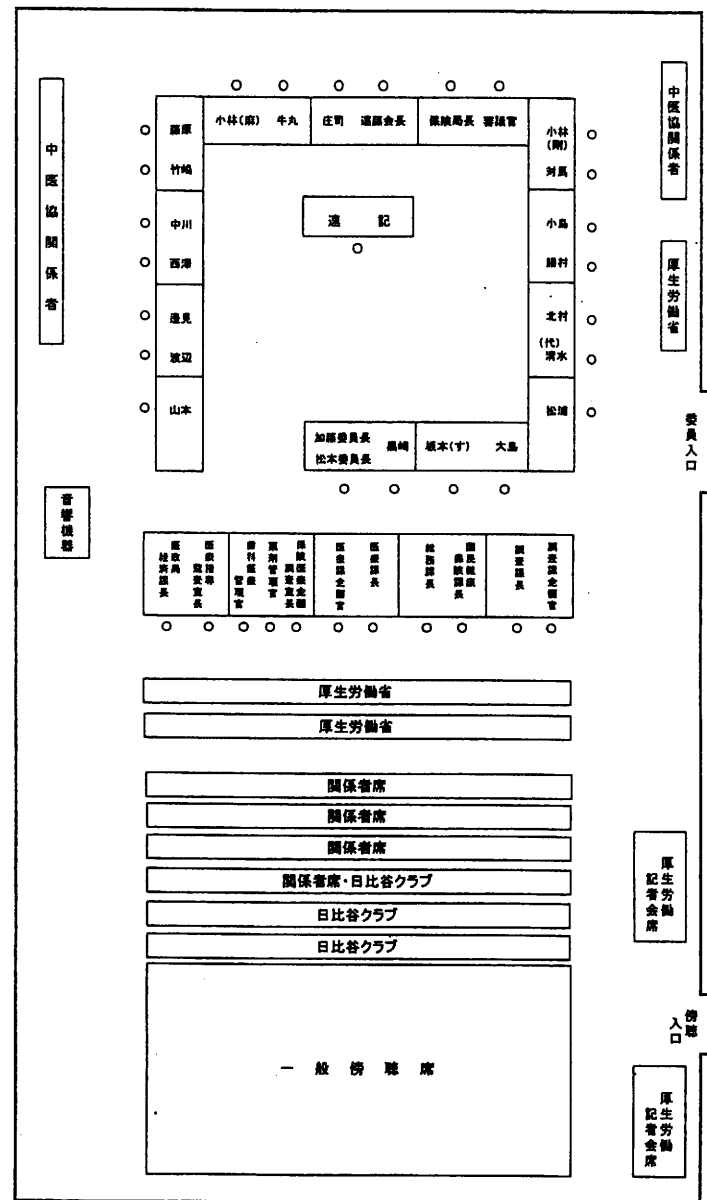 小林(麻) 牛丸 庄司 遠藤会長 保険局長 審議官
藤原
竹嶋
中川
西澤
邉見
渡辺
山本
小林
(剛)
対馬
小島
勝村
北村
(代)
清水
松浦
速 記
加藤委員長
松本委員長
黒崎 坂本(す) 大島
中医協関係者
中医協関係者
厚生労働省
委員入口
音響機器
医政局
経済課長
医療指導
監査室長
歯科医療
管理官
薬剤管理官
保険医療企画
調査室長
医療課企画官
医療課長
総務課長
国民健康
保険課長
調査課長
調査課企画官
厚生労働省
厚生労働省
関係者席
関係者席
関係者席
関係者席・日比谷クラブ
日比谷クラブ
日比谷クラブ
厚生労働
記者会席
傍聴
入口
一 般 傍 聴 席
厚生労働
記者会席